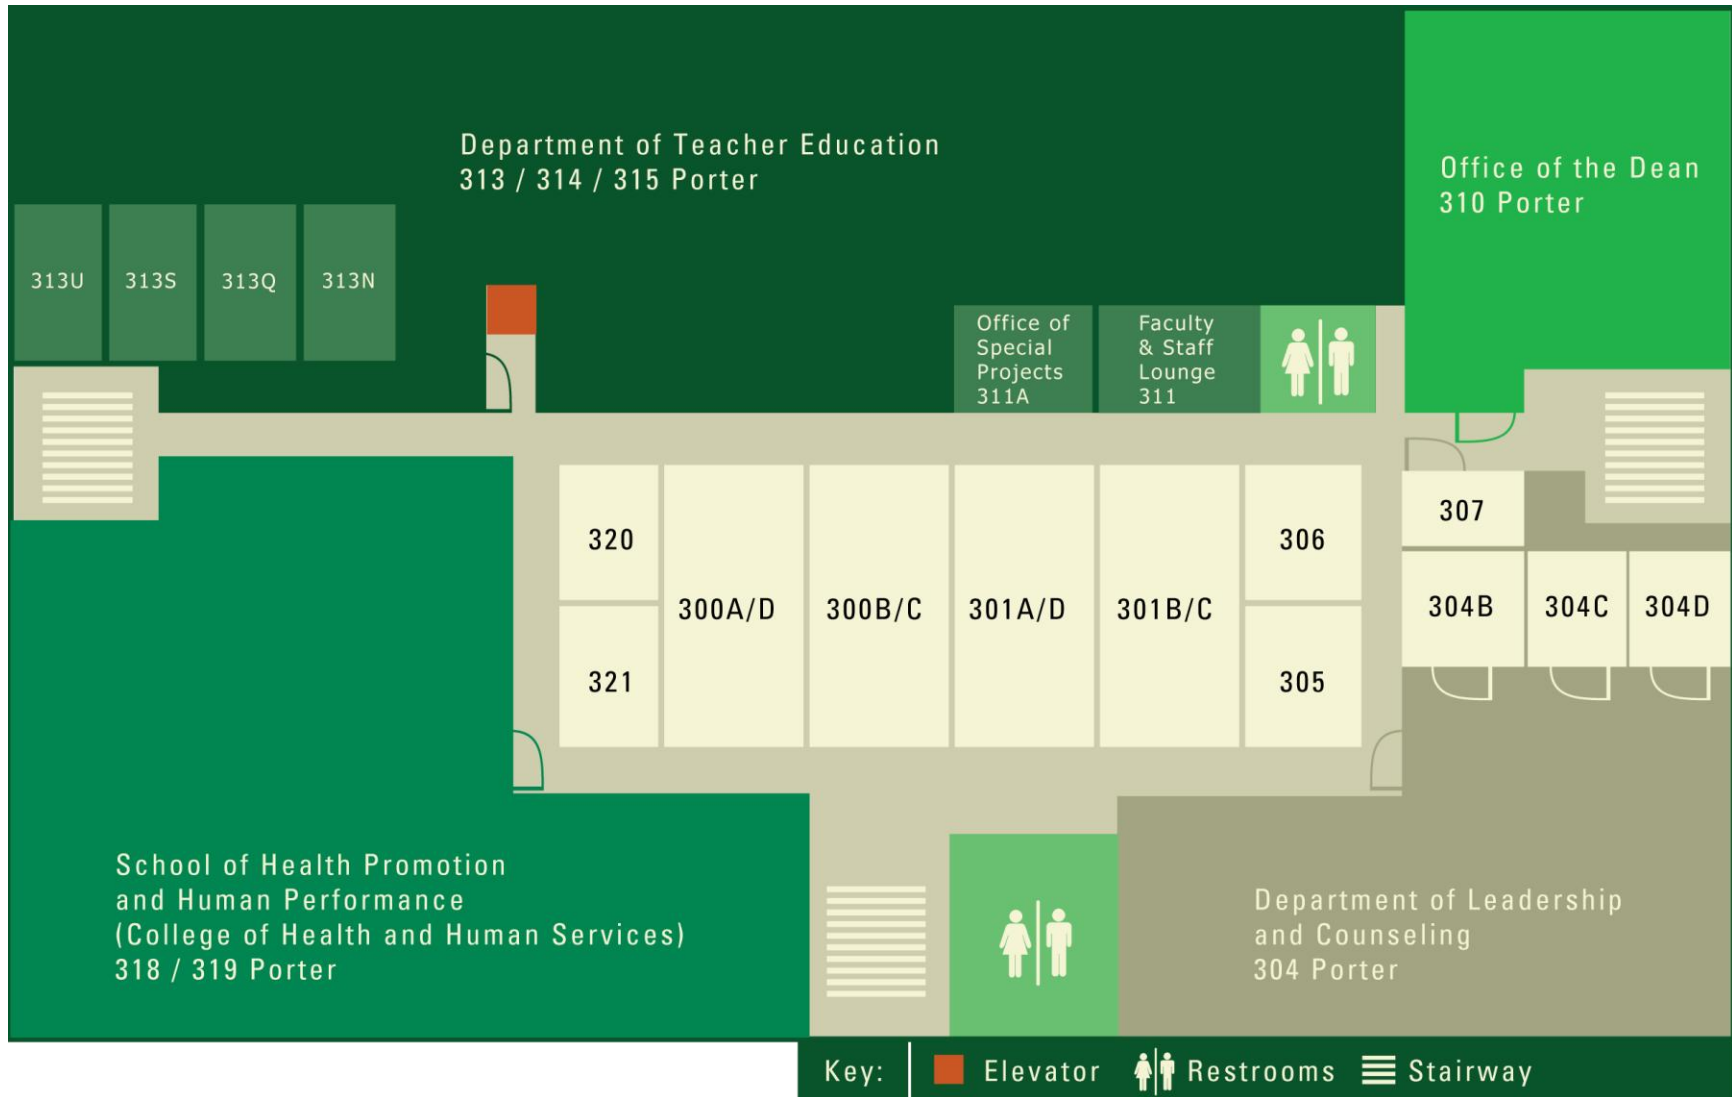 Department of Teacher Education
313 / 314 / 315 Porter
Office of the Dean
310 Porter
313U
313S
313Q
313N
Office of
Special
Projects
311A
Faculty
& Staff
Lounge
311
320
321
300A/D
300B/C
301A/D
301B/C
306
305
307
304B
304C
304D
School of Health Promotion
and Human Performance
(College of Health and Human Services)
318 / 319 Porter
Department of Leadership
and Counseling
304 Porter
Key: Elevator Restrooms Stairway